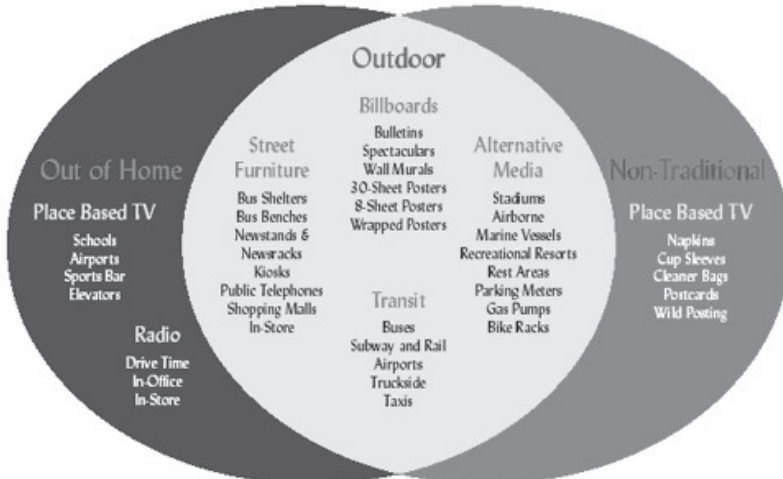 Outdoor
Billboards
Bulletins
Spectaculars
Wall Murals
30-Sheet Posters
8-Sheet Posters
Wrapped Posters
Out of Home
Place Based TV
Schools
Airports
Sports Bar
Elevators
Radio
Drive Time
In-Office
In-Store
Street
Furniture
Bus Shelters
Bus Benches
Newstands &
Newsracks
Kiosks
Public Telephones
Shopping Malls
In-Store
Transit
Buses
Subway and Rail
Airports
Truckside
Taxis
Alternative
Media
Stadiums
Airborne
Marine Vessels
Recreational Resorts
Rest Areas
Parking Meters
Gas Pumps
Bike Racks
Non-Traditional
Place Based TV
Napkins
Cup Sleeves
Cleaner Bags
Postcards
Wild Posting